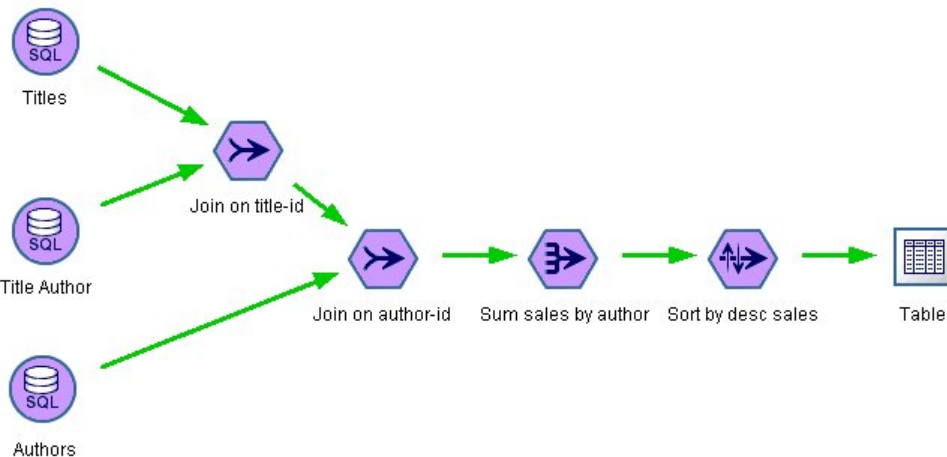 SQL
Titles
Join on title-id
SQL
Title Author
Join on author-id
Sum sales by author
Sort by desc sales
Table
SQL
Authors